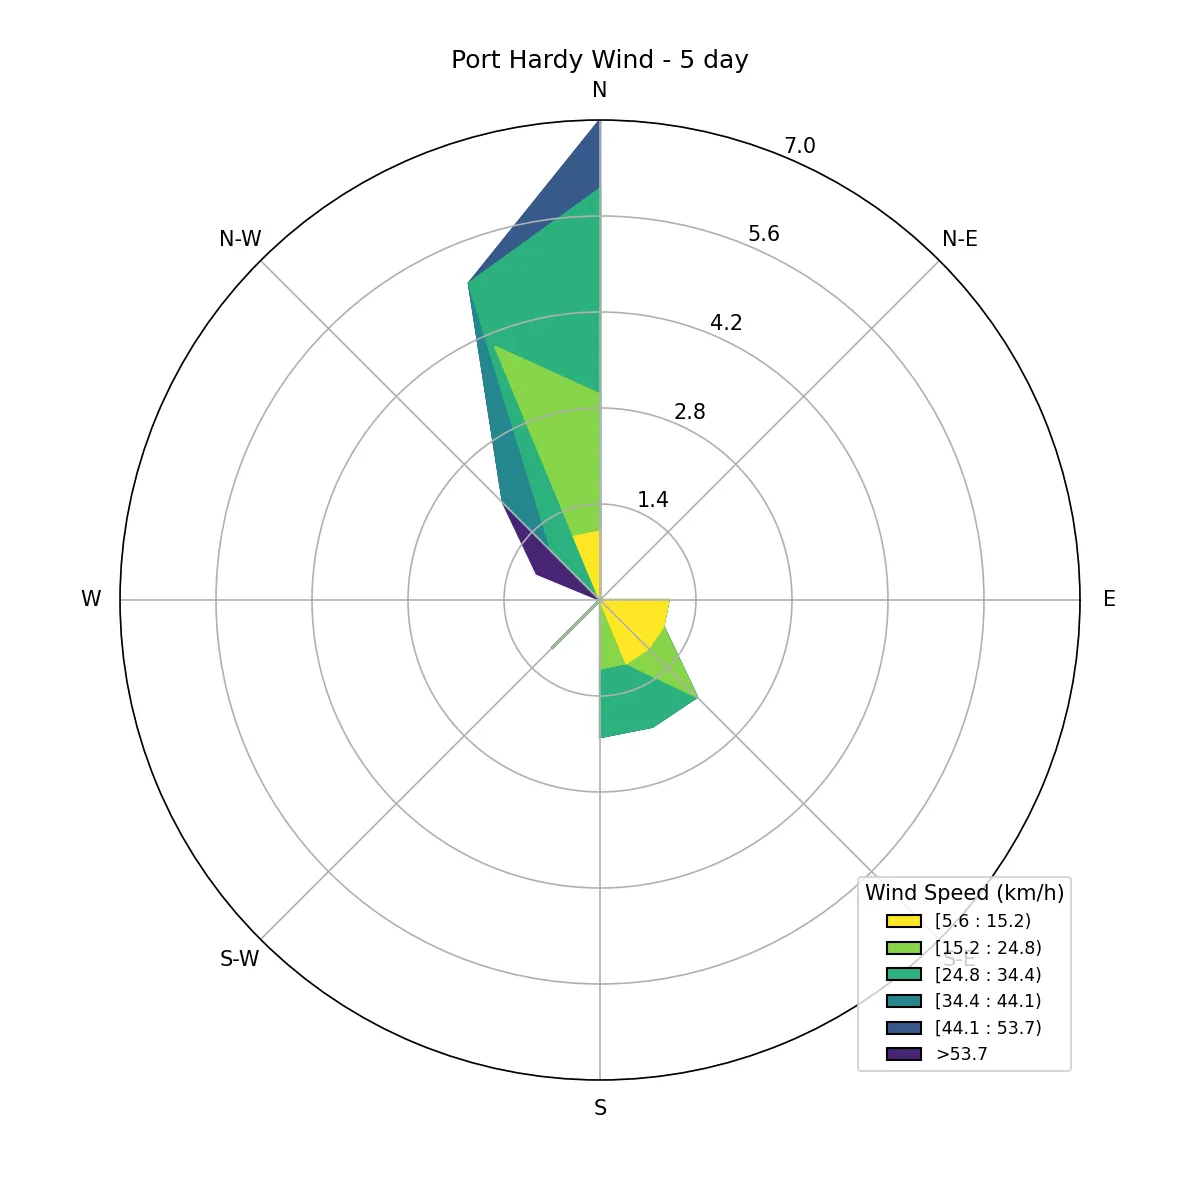 Port Hardy Wind - 5 day
N
7.0
N-W
N-E
5.6
4.2
2.8
1.4
W
E
S-W
S-E
S
Wind Speed (km/h)
[5.6 : 15.2)
[15.2 : 24.8)
[24.8 : 34.4)
[34.4 : 44.1)
[44.1 : 53.7)
>53.7